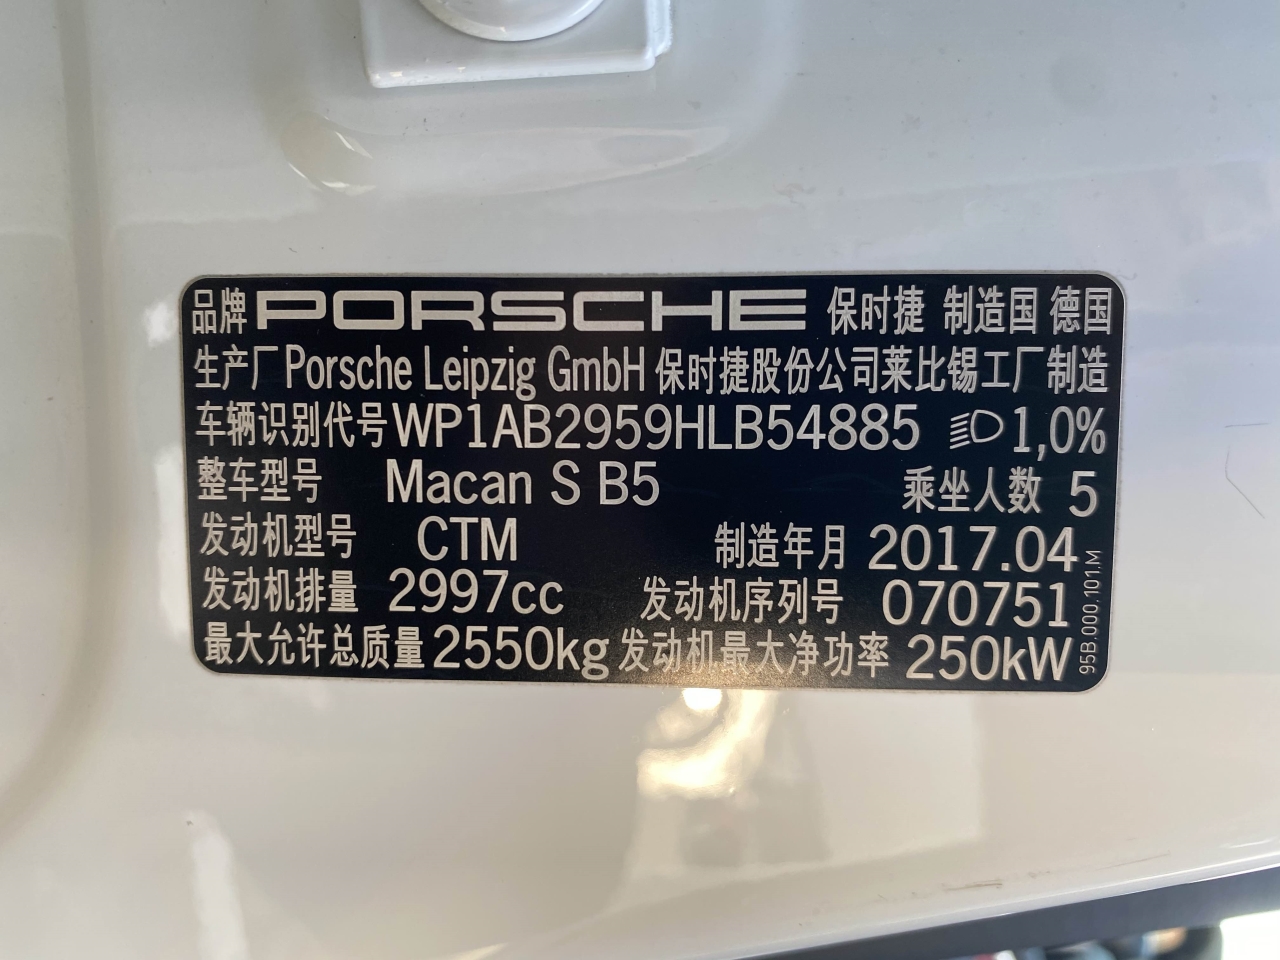 品牌 PORSCHE 保时捷 制造国 德国
生产厂 Porsche Leipzig GmbH 保时捷股份公司莱比锡工厂制造
车辆识别代号 WP1AB2959HLB54885 1,0%
整车型号 Macan S B5 乘坐人数 5
发动机型号 CTM 制造年月 2017.04
发动机排量 2997cc 发动机序列号 070751
最大允许总质量 2550kg 发动机最大净功率 250kW
95B.000.101.M